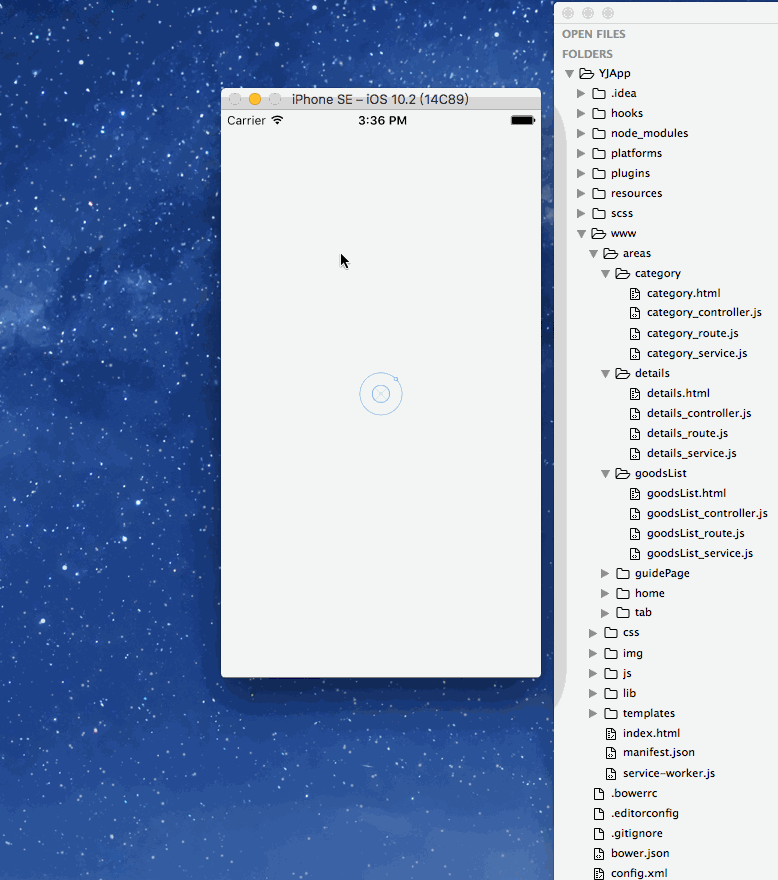 iPhone SE – iOS 10.2 (14C89)
Carrier 3:36 PM
OPEN FILES
FOLDERS
YJApp
.idea
hooks
node_modules
platforms
plugins
resources
scss
www
areas
category
category.html
category_controller.js
category_route.js
category_service.js
details
details.html
details_controller.js
details_route.js
details_service.js
goodsList
goodsList.html
goodsList_controller.js
goodsList_route.js
goodsList_service.js
guidePage
home
tab
css
img
js
lib
templates
index.html
manifest.json
service-worker.js
.bowerrc
.editorconfig
.gitignore
bower.json
config.xml